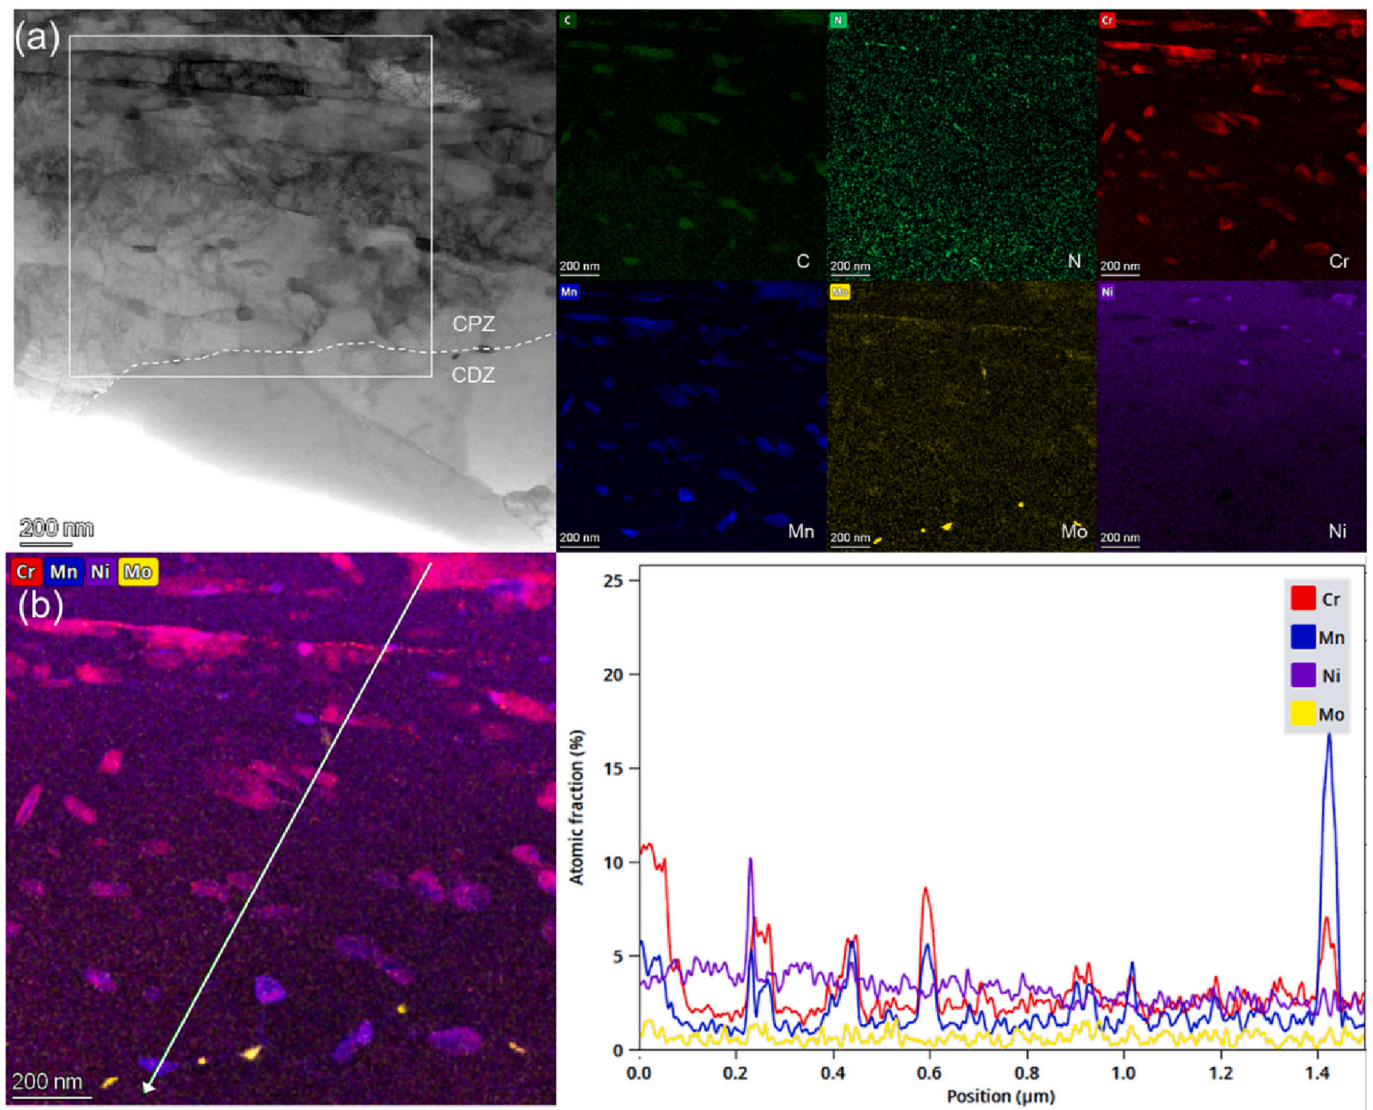 (a)
CPZ
CDZ
200 nm
C
200 nm
C
N
200 nm
N
Cr
200 nm
Cr
Mn
200 nm
Mn
Mo
200 nm
Mo
Ni
200 nm
Ni
Cr Mn Ni Mo
(b)
200 nm
Atomic fraction (%)
25
20
15
10
5
0
0.0 0.2 0.4 0.6 0.8 1.0 1.2 1.4
Position (μm)
Cr
Mn
Ni
Mo